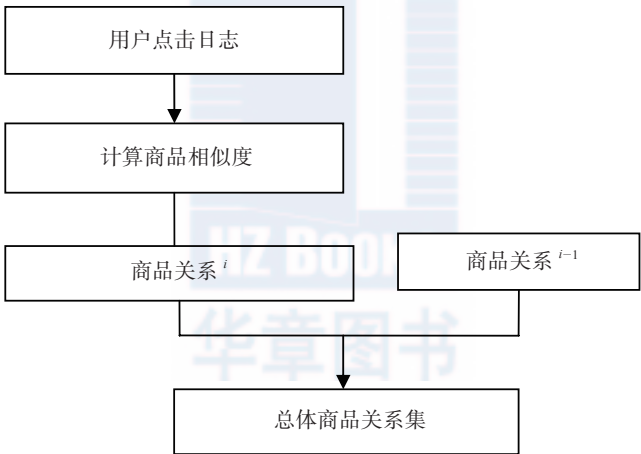 用户点击日志
计算商品相似度
商品关系 i
商品关系 i−1
HZ BOOKS
华章图书
总体商品关系集